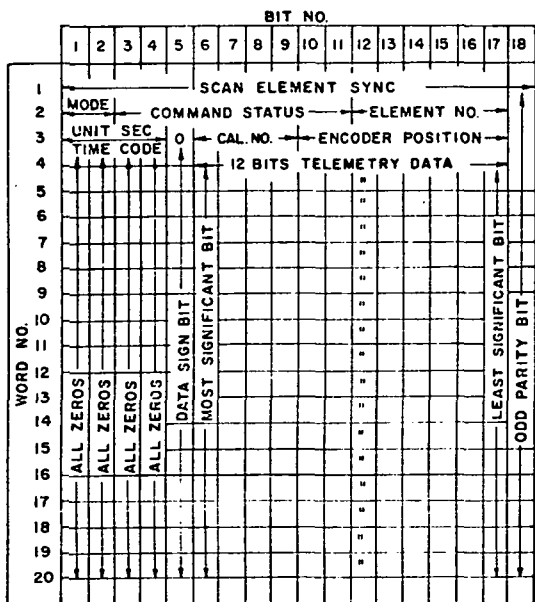 BIT NO.
1 2 3 4 5 6 7 8 9 10 11 12 13 14 15 16 17 18
WORD NO.
1 SCAN ELEMENT SYNC
2 MODE COMMAND STATUS ELEMENT NO.
3 UNIT SEC 0 CAL. NO. ENCODER POSITION
TIME CODE
4 12 BITS TELEMETRY DATA
5 "
6 "
7 "
8 "
9 "
10 "
11 "
12 "
13 "
14 "
15 "
16 "
17 "
18 "
19 "
20 "
ALL ZEROS
ALL ZEROS
ALL ZEROS
ALL ZEROS
DATA SIGN BIT
MOST SIGNIFICANT BIT
LEAST SIGNIFICANT BIT
ODD PARITY BIT